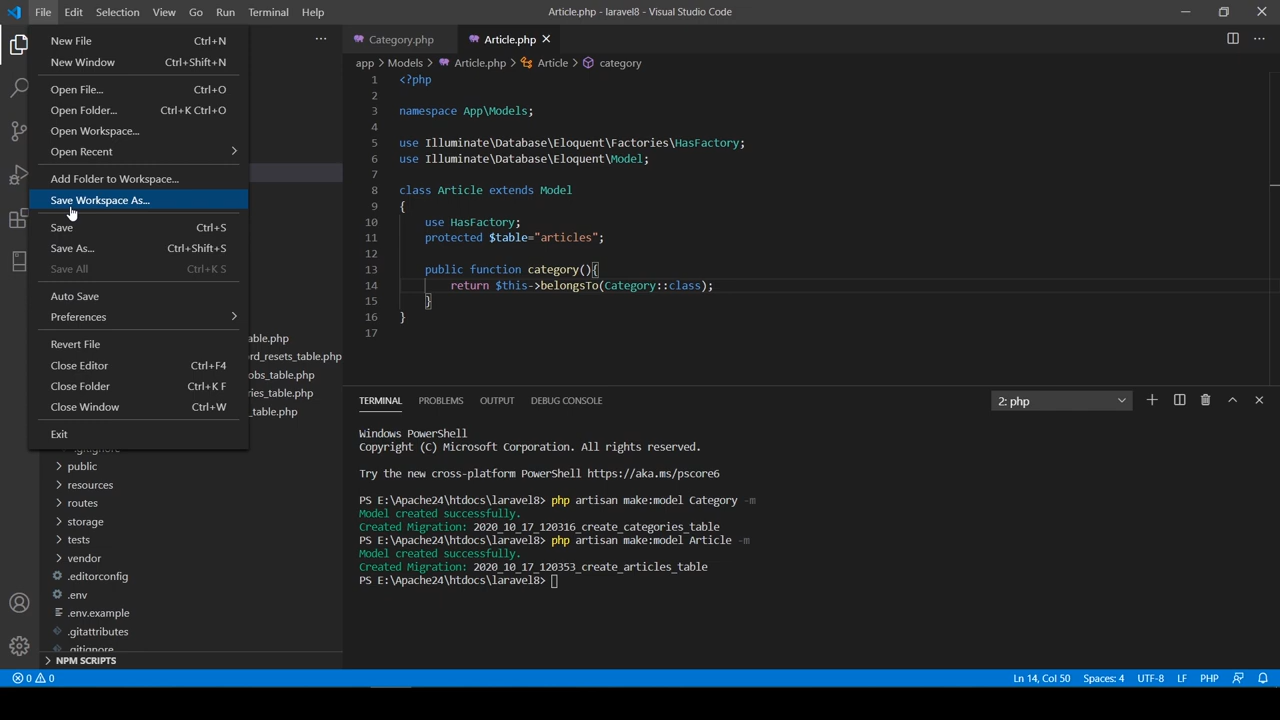 File Edit Selection View Go Run Terminal Help
Article.php - laravel8 - Visual Studio Code
New File Ctrl+N
New Window Ctrl+Shift+N
Open File... Ctrl+O
Open Folder... Ctrl+K Ctrl+O
Open Workspace...
Open Recent
Add Folder to Workspace...
Save Workspace As...
Save Ctrl+S
Save As... Ctrl+Shift+S
Save All Ctrl+K S
Auto Save
Preferences
Revert File
Close Editor Ctrl+F4
Close Folder Ctrl+K F
Close Window Ctrl+W
Exit
able.php
rd_resets_table.php
obs_table.php
ries_table.php
_table.php
.gitignore
public
resources
routes
storage
tests
vendor
.editorconfig
.env
.env.example
.gitattributes
.gitignore
NPM SCRIPTS
Category.php Article.php
app > Models > Article.php > Article > category
1 <?php
2
3 namespace App\Models;
4
5 use Illuminate\Database\Eloquent\Factories\HasFactory;
6 use Illuminate\Database\Eloquent\Model;
7
8 class Article extends Model
9 {
10 use HasFactory;
11 protected $table="articles";
12
13 public function category(){
14 return $this->belongsTo(Category::class);
15 }
16 }
17
TERMINAL PROBLEMS OUTPUT DEBUG CONSOLE 2: php
Windows PowerShell
Copyright (C) Microsoft Corporation. All rights reserved.
Try the new cross-platform PowerShell https://aka.ms/pscore6
PS E:\Apache24\htdocs\laravel8> php artisan make:model Category -m
Model created successfully.
Created Migration: 2020_10_17_120316_create_categories_table
PS E:\Apache24\htdocs\laravel8> php artisan make:model Article -m
Model created successfully.
Created Migration: 2020_10_17_120353_create_articles_table
PS E:\Apache24\htdocs\laravel8>
0 0 Ln 14, Col 50 Spaces: 4 UTF-8 LF PHP